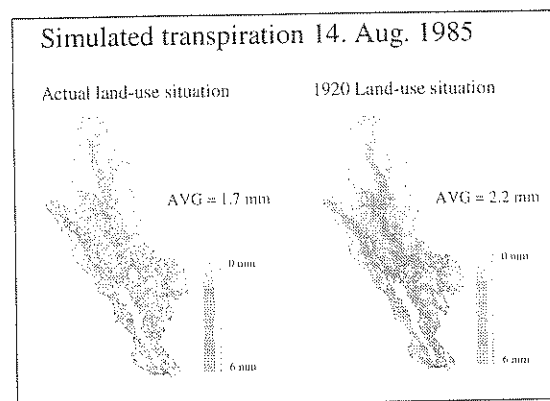 Simulated transpiration 14. Aug. 1985
Actual land-use situation
1920 Land-use situation
AVG = 1.7 mm
AVG = 2.2 mm
0 mm
6 mm
0 mm
6 mm